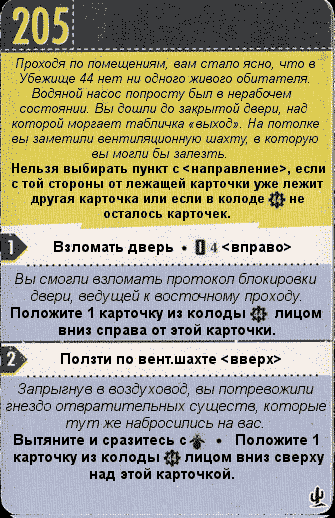 205
Проходя по помещениям, вам стало ясно, что в
Убежище 44 нет ни одного живого обитателя.
Водяной насос попросту был в нерабочем
состоянии. Вы дошли до закрытой двери, над
которой моргает табличка «выход». На потолке
вы заметили вентиляционную шахту, в которую
вы могли бы залезть.
Нельзя выбирать пункт с <направление>, если
с той стороны от лежащей карточки уже лежит
другая карточка или если в колоде 44 не
осталось карточек.
1 Взломать дверь • 4 <вправо>
Вы смогли взломать протокол блокировки
двери, ведущей к восточному проходу.
Положите 1 карточку из колоды 44 лицом
вниз справа от этой карточки.
2 Ползти по вент.шахте <вверх>
Запрыгнув в воздуховод, вы потревожили
гнездо отвратительных существ, которые
тут же набросились на вас.
Вытяните и сразитесь с • Положите 1
карточку из колоды 44 лицом вниз сверху
над этой карточкой.